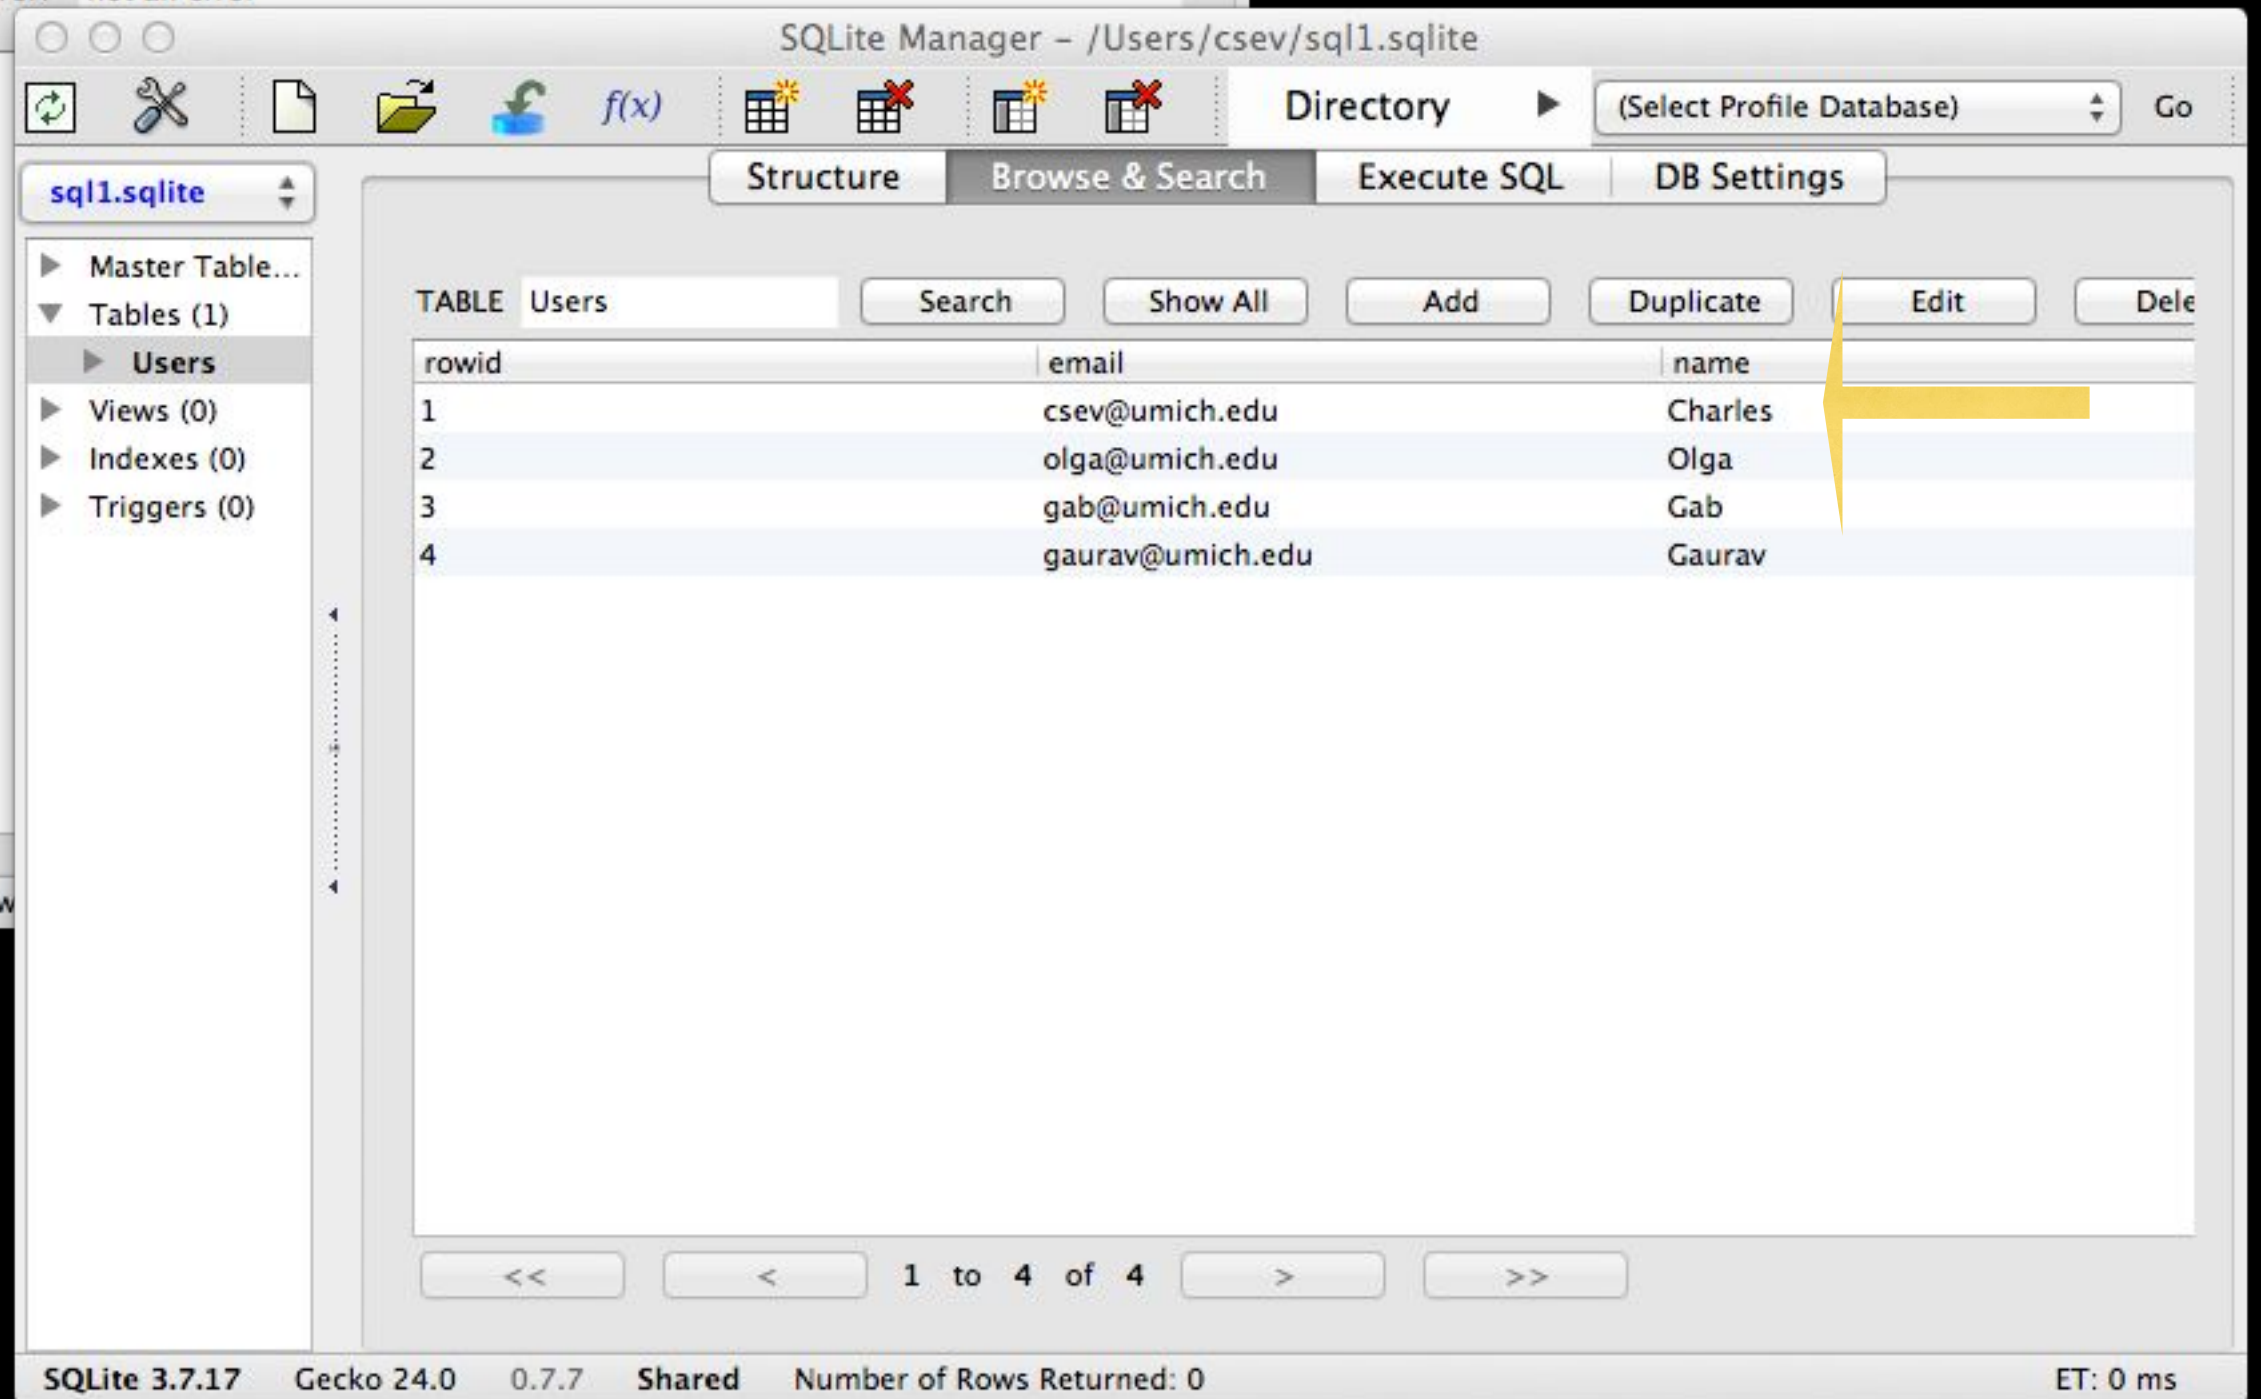 SQLite Manager – /Users/csev/sql1.sqlite
f(x) Directory (Select Profile Database) Go
sql1.sqlite
Structure Browse & Search Execute SQL DB Settings
Master Table...
Tables (1)
Users
Views (0)
Indexes (0)
Triggers (0)
TABLE Users Search Show All Add Duplicate Edit Dele
rowid email name
1 csev@umich.edu Charles
2 olga@umich.edu Olga
3 gab@umich.edu Gab
4 gaurav@umich.edu Gaurav
<< < 1 to 4 of 4 > >>
SQLite 3.7.17 Gecko 24.0 0.7.7 Shared Number of Rows Returned: 0 ET: 0 ms